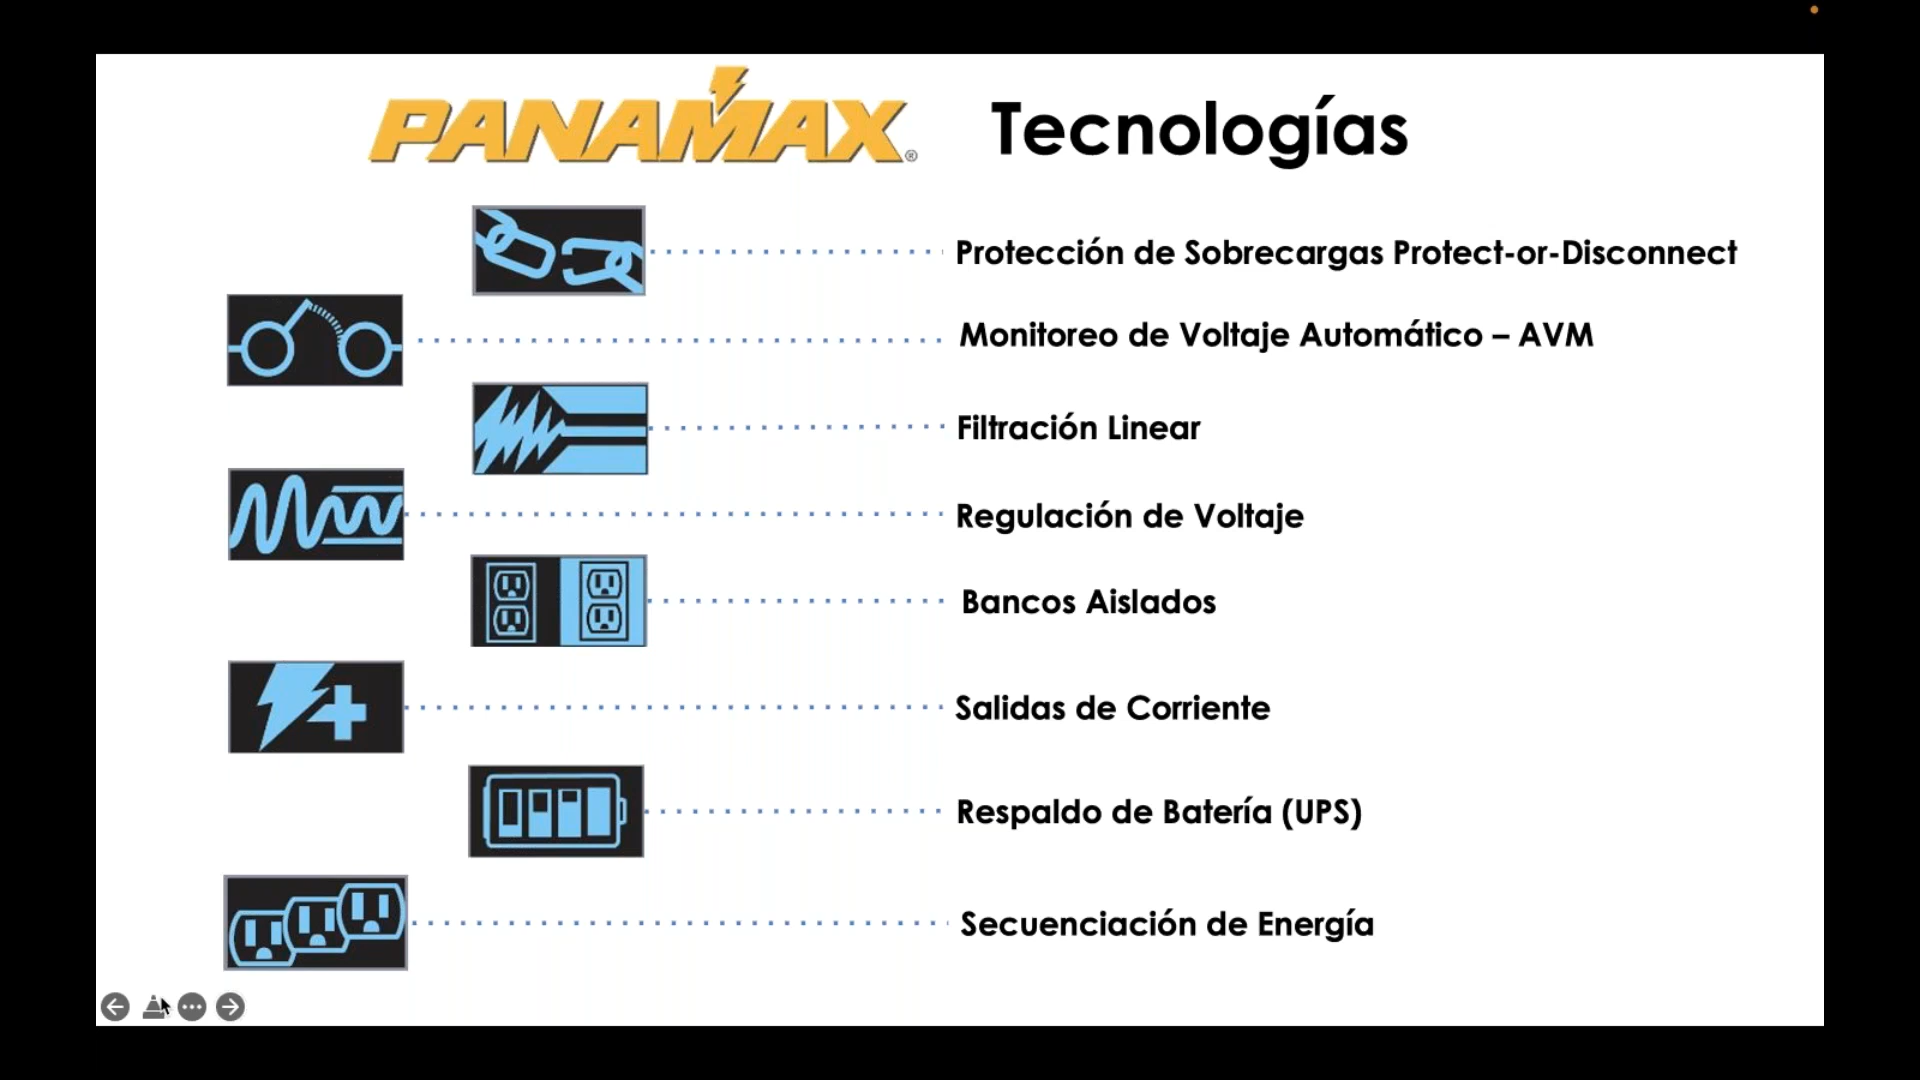 PANAMAX® Tecnologías
Protección de Sobrecargas Protect-or-Disconnect
Monitoreo de Voltaje Automático – AVM
Filtración Linear
Regulación de Voltaje
Bancos Aislados
Salidas de Corriente
Respaldo de Batería (UPS)
Secuenciación de Energía